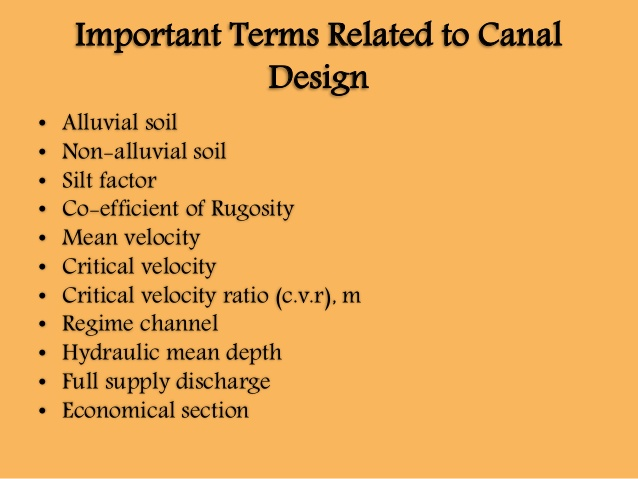 Important Terms Related to Canal
Design
• Alluvial soil
• Non-alluvial soil
• Silt factor
• Co-efficient of Rugosity
• Mean velocity
• Critical velocity
• Critical velocity ratio (c.v.r), m
• Regime channel
• Hydraulic mean depth
• Full supply discharge
• Economical section